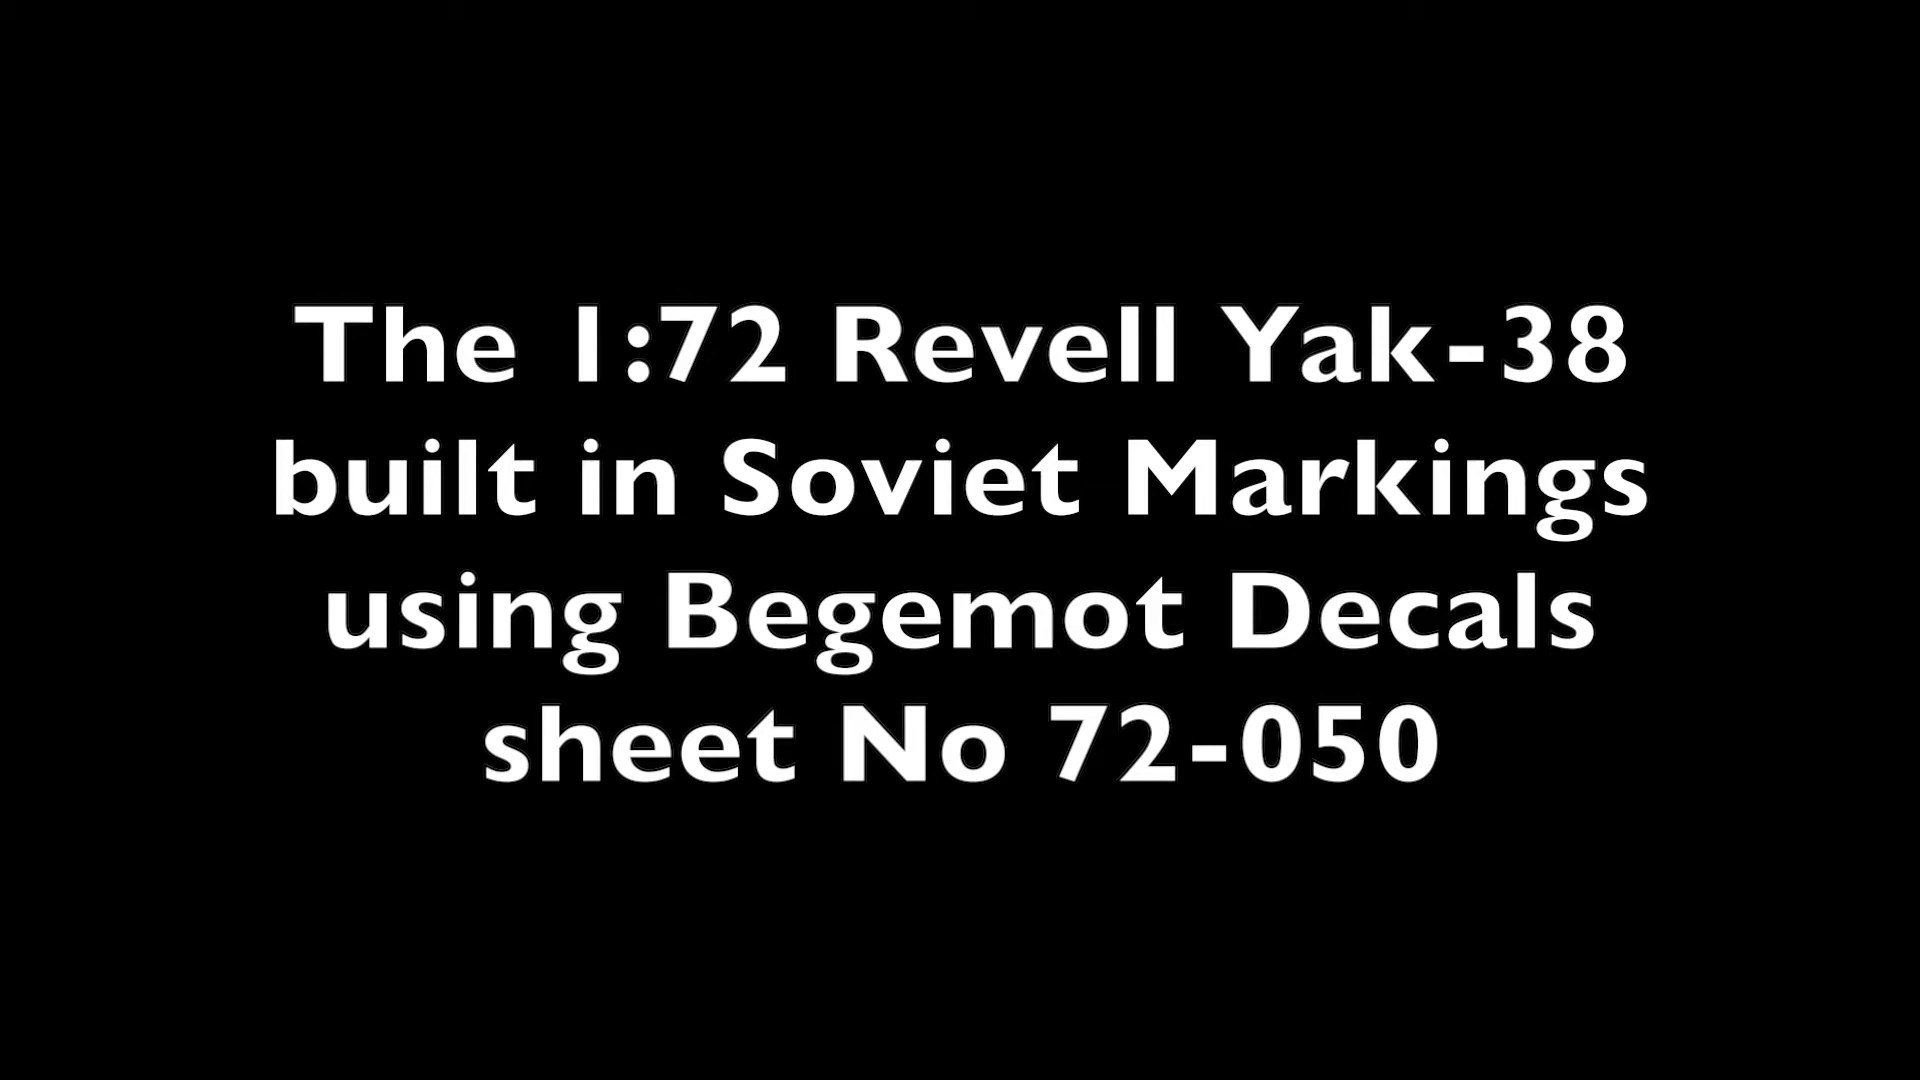 The 1:72 Revell Yak-38
built in Soviet Markings
using Begemot Decals
sheet No 72-050